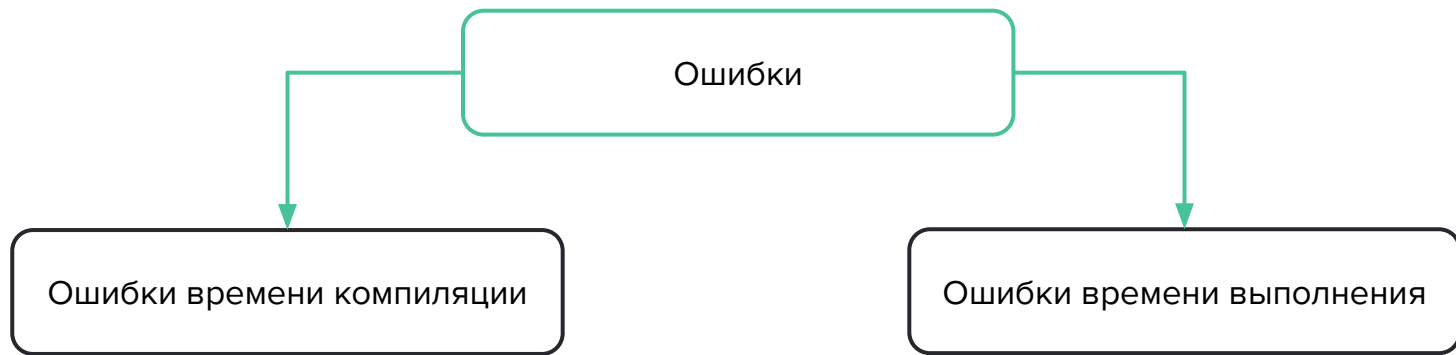 Ошибки
Ошибки времени компиляции
Ошибки времени выполнения